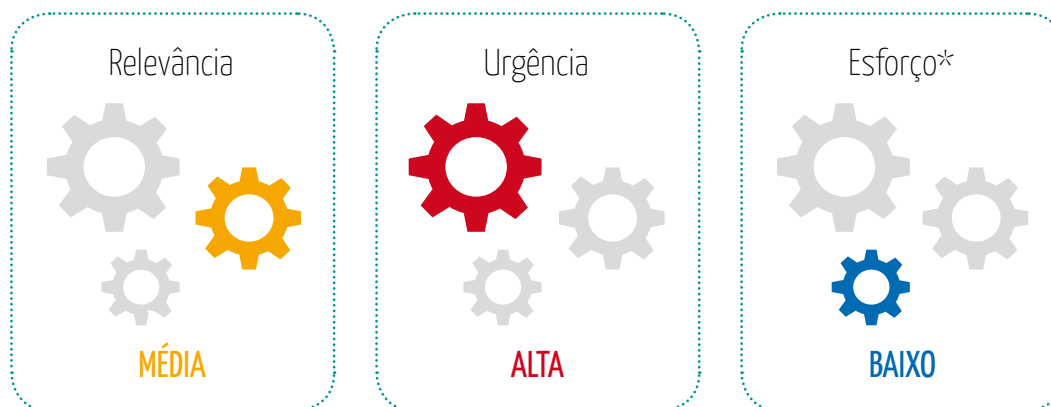 Relevância
MÉDIA
Urgência
ALTA
Esforço*
BAIXO